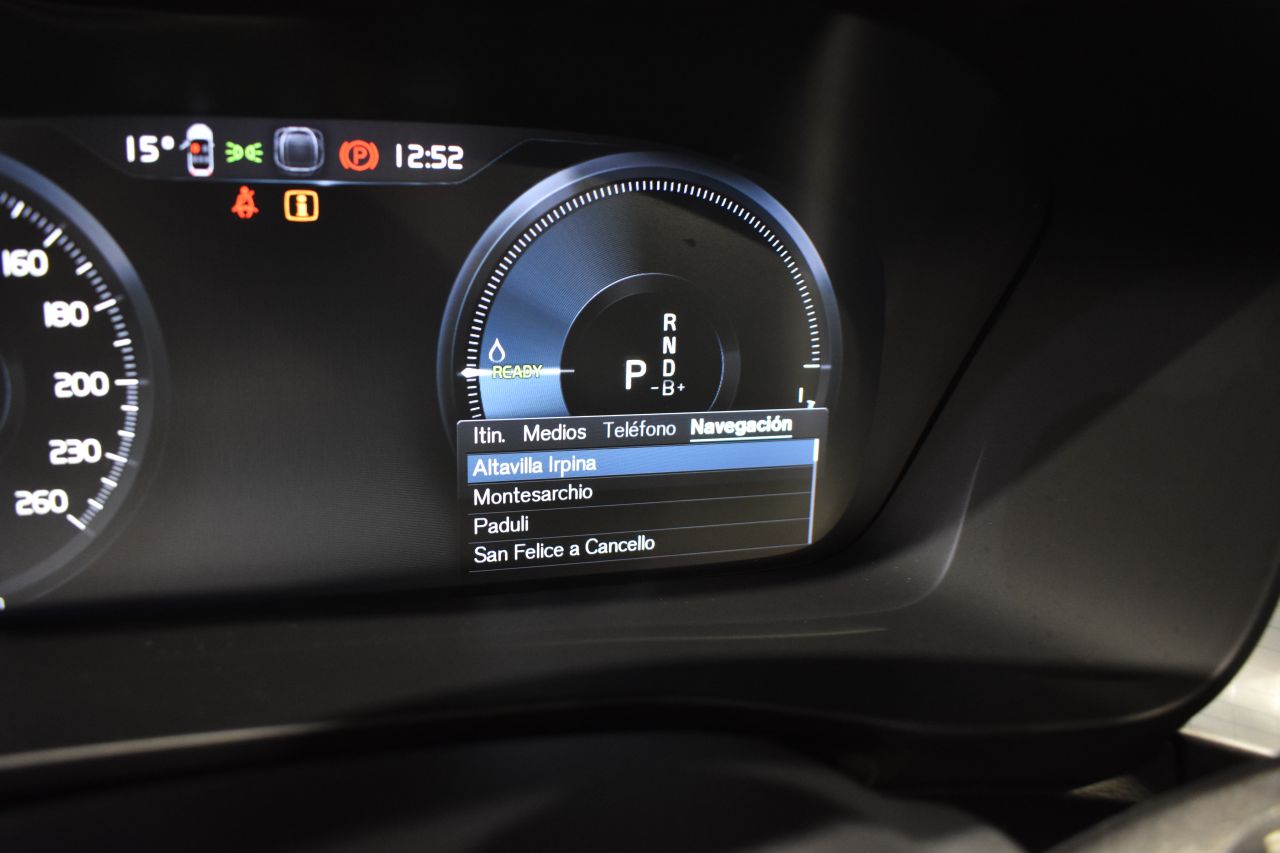 15° P 12:52
160
180
200
230
260
R
N
P D
-B+
READY
1
Itin. Medios Teléfono Navegación
Altavilla Irpina
Montesarchio
Paduli
San Felice a Cancello